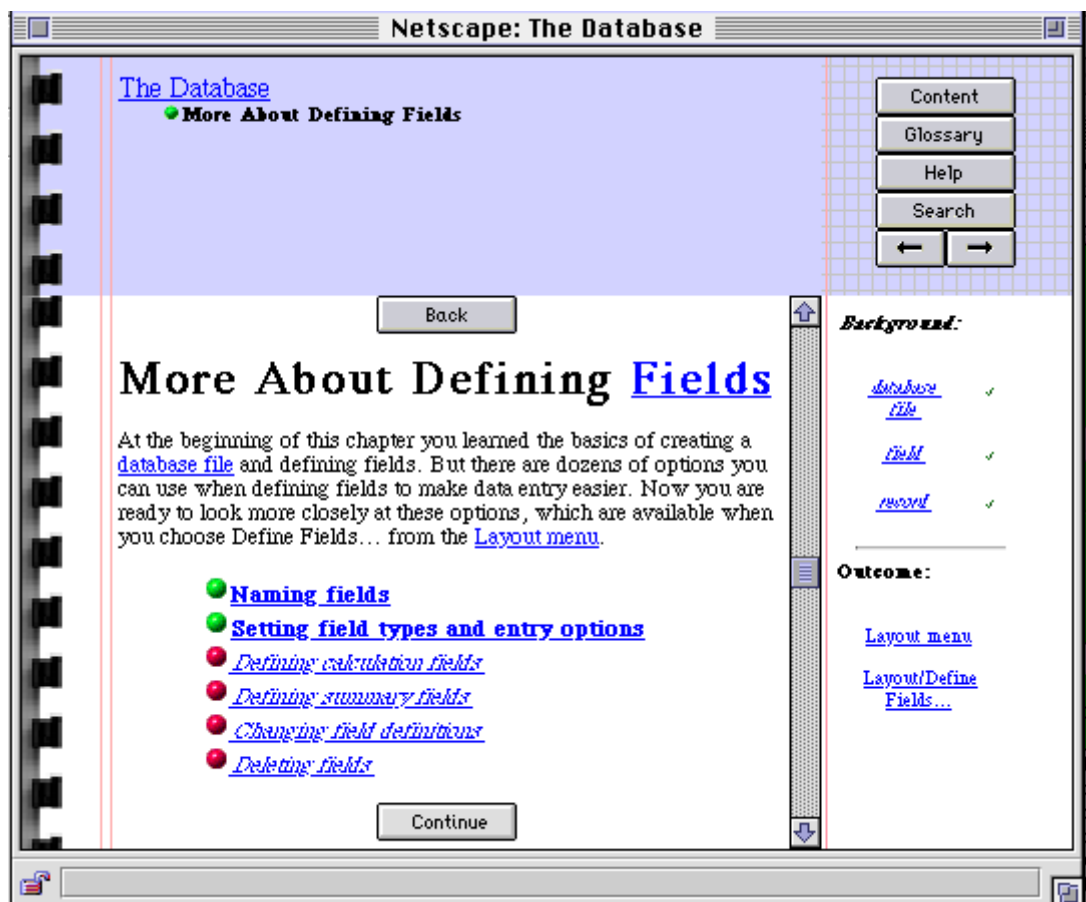 Netscape: The Database
The Database
More About Defining Fields
Content
Glossary
Help
Search
Back
More About Defining Fields
At the beginning of this chapter you learned the basics of creating a
database file and defining fields. But there are dozens of options you
can use when defining fields to make data entry easier. Now you are
ready to look more closely at these options, which are available when
you choose Define Fields... from the Layout menu.
Naming fields
Setting field types and entry options
Defining calculation fields
Defining summary fields
Changing field definitions
Deleting fields
Continue
Background:
database
file
field
record
Outcome:
Layout menu
Layout/Define
Fields...